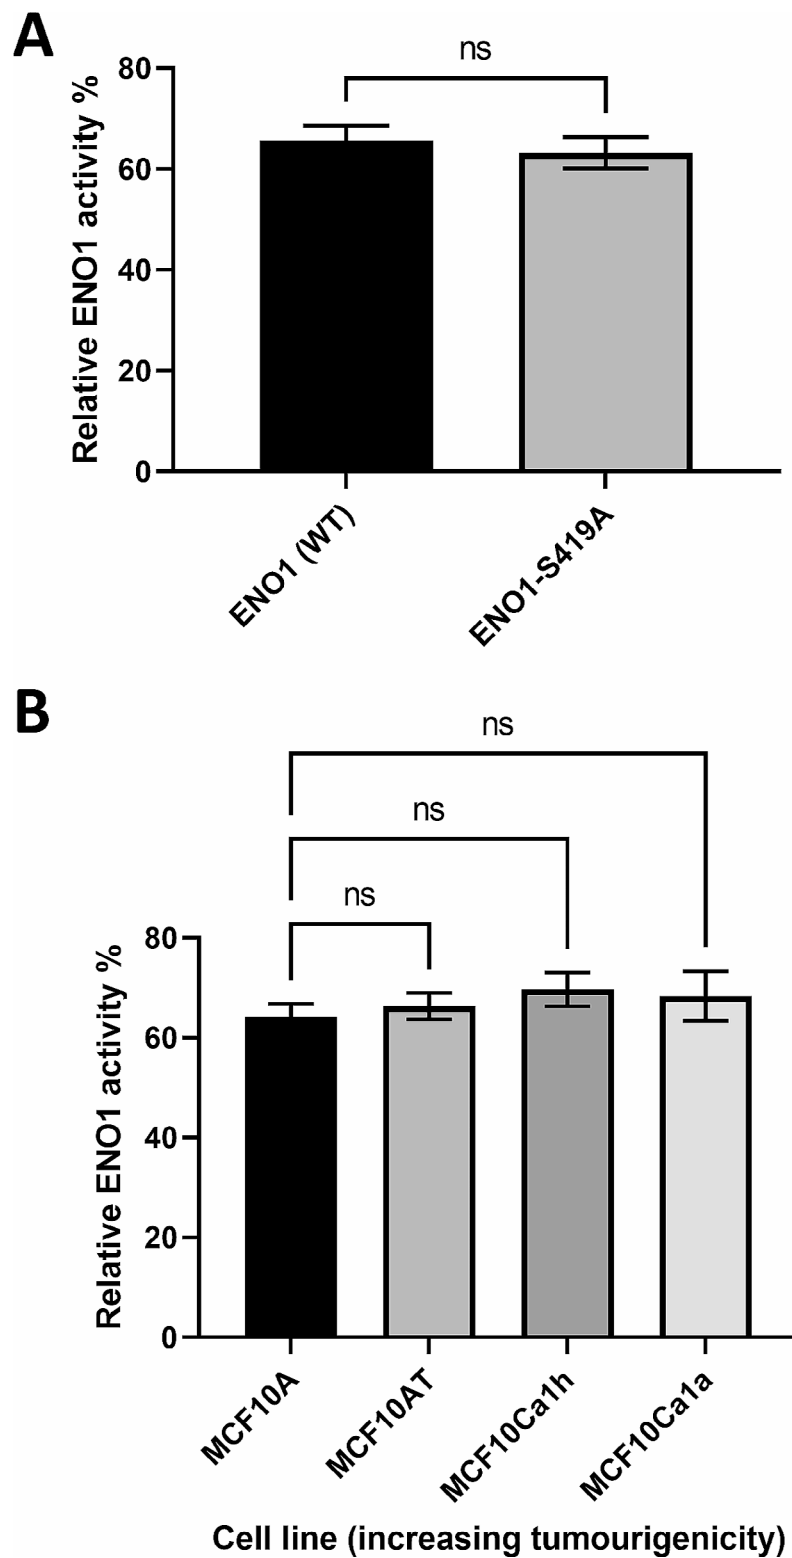 A
ns
Relative ENO1 activity %
80
60
40
20
0
ENO1 (WT)
ENO1-S419A
B
ns
ns
ns
Relative ENO1 activity %
80
60
40
20
0
MCF10A
MCF10AT
MCF10Ca1h
MCF10Ca1a
Cell line (increasing tumourigenicity)